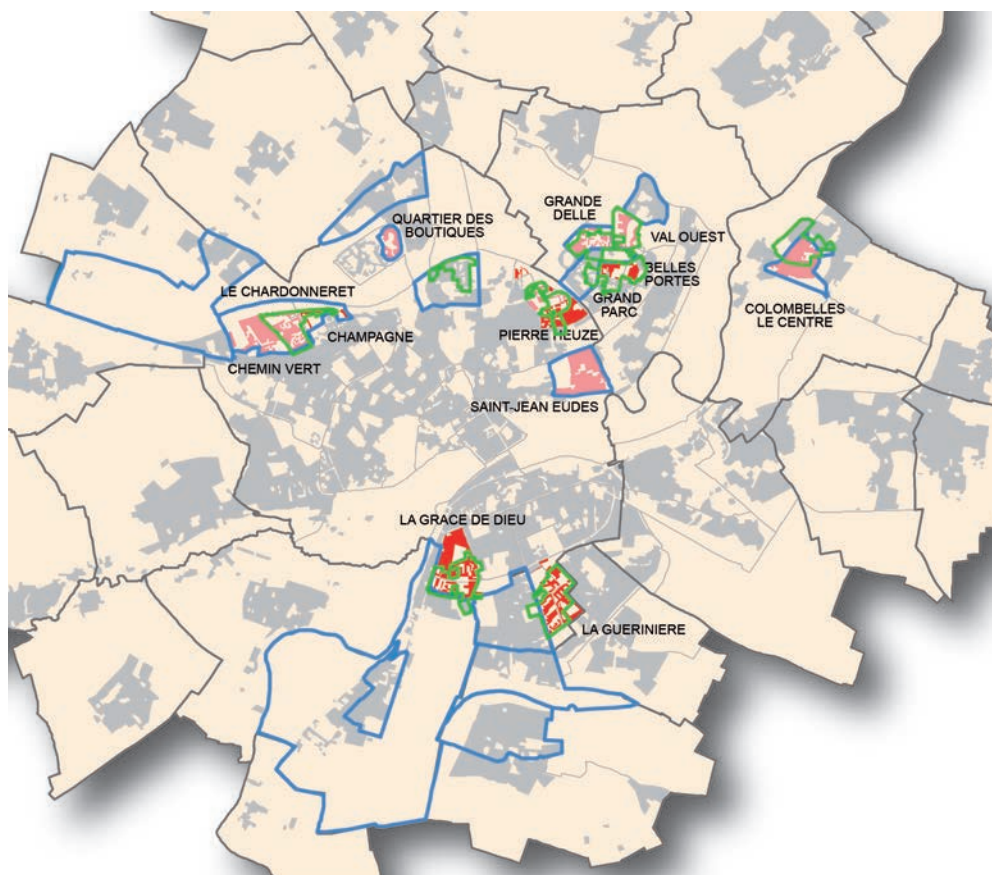 QUARTIER DES
BOUTIQUES
GRANDE
DELLE
VAL OUEST
BELLES
PORTES
GRAND
PARC
LE CHARDONNERET
CHAMPAGNE
CHEMIN VERT
PIERRE HEUZE
COLOMBELLES
LE CENTRE
SAINT-JEAN EUDES
LA GRACE DE DIEU
LA GUERINIERE